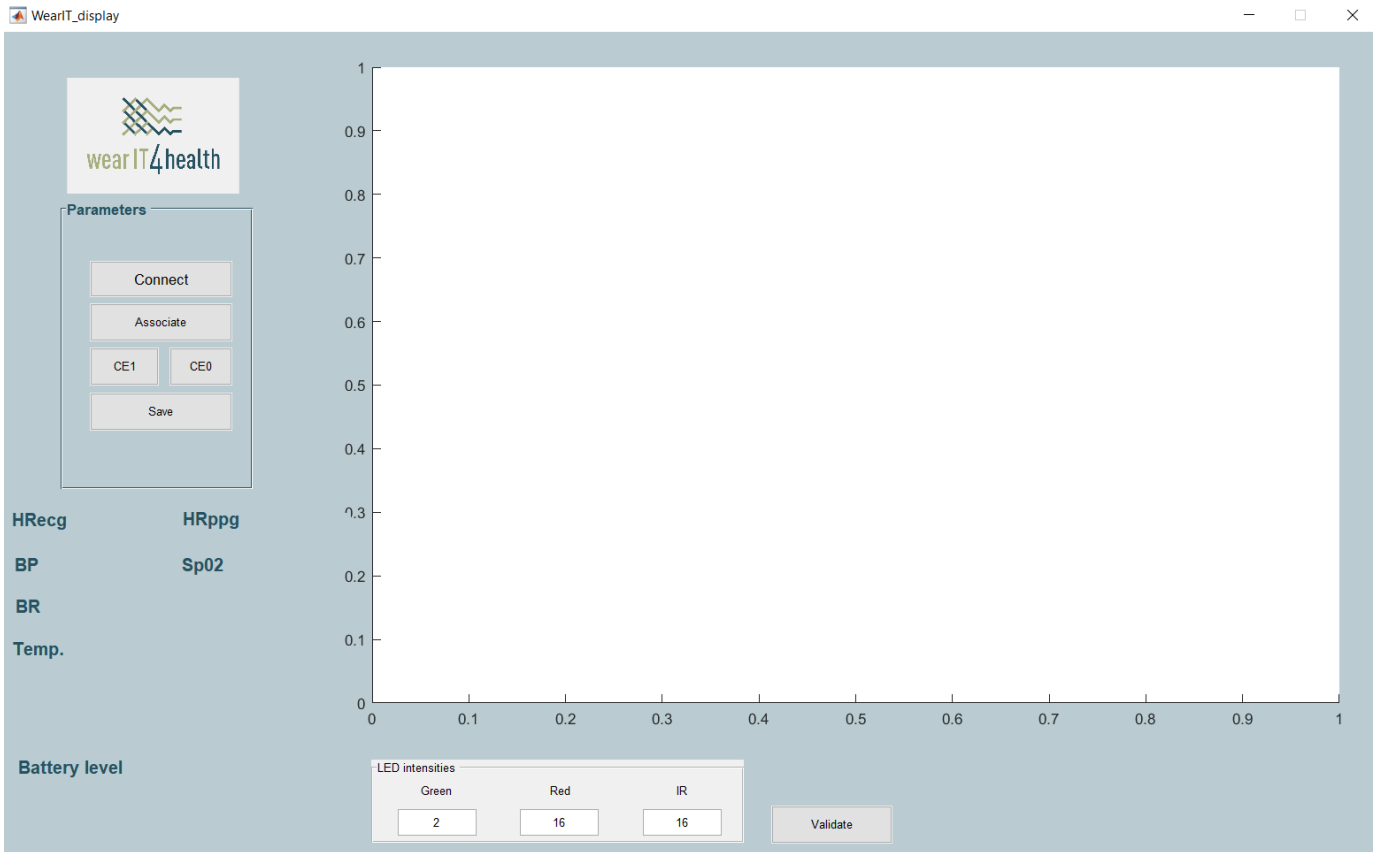 WearIT_display
wearIT4health
Parameters
Connect
Associate
CE1 CE0
Save
HRecg HRppg
BP Sp02
BR
Temp.
Battery level
1
0.9
0.8
0.7
0.6
0.5
0.4
0.3
0.2
0.1
0
0 0.1 0.2 0.3 0.4 0.5 0.6 0.7 0.8 0.9 1
LED intensities
Green Red IR
2 16 16
Validate